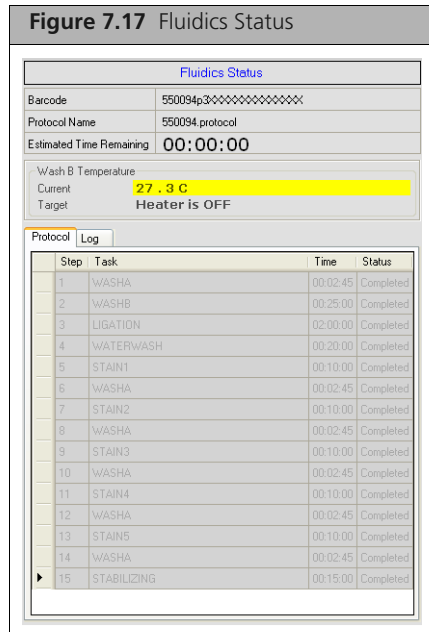 Figure 7.17 Fluidics Status
Fluidics Status
Barcode 550094p3XXXXXXXXXXXXX
Protocol Name 550094.protocol
Estimated Time Remaining 00:00:00
Wash B Temperature
Current 27 . 3 C
Target Heater is OFF
Protocol Log
Step Task Time Status
1 WASHA 00:02:45 Completed
2 WASHB 00:25:00 Completed
3 LIGATION 02:00:00 Completed
4 WATERWASH 00:20:00 Completed
5 STAIN1 00:10:00 Completed
6 WASHA 00:02:45 Completed
7 STAIN2 00:10:00 Completed
8 WASHA 00:02:45 Completed
9 STAIN3 00:10:00 Completed
10 WASHA 00:02:45 Completed
11 STAIN4 00:10:00 Completed
12 WASHA 00:02:45 Completed
13 STAIN5 00:10:00 Completed
14 WASHA 00:02:45 Completed
15 STABILIZING 00:15:00 Completed